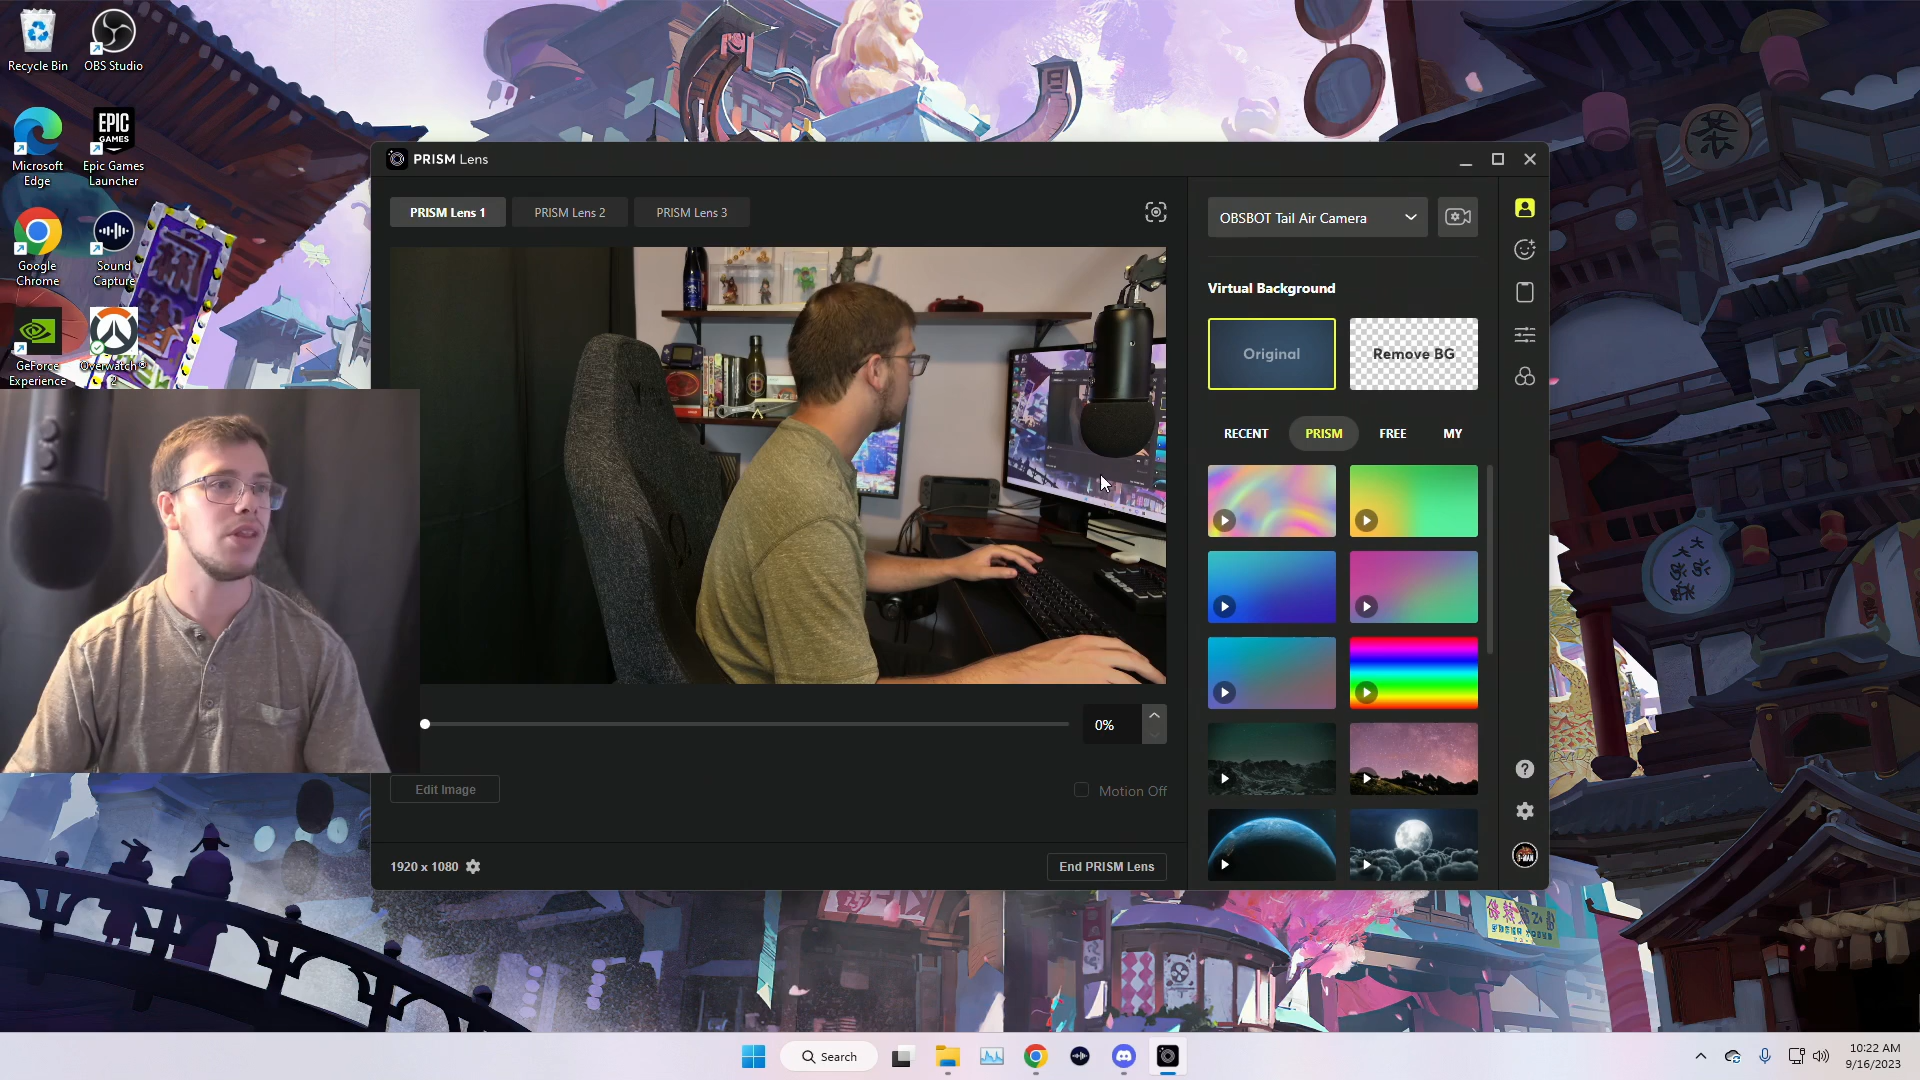 Recycle Bin
OBS Studio
Microsoft Edge
EPIC GAMES
Epic Games Launcher
Google Chrome
Sound Capture
GeForce Experience
Overwatch® 2
PRISM Lens
PRISM Lens 1
PRISM Lens 2
PRISM Lens 3
OBSBOT Tail Air Camera
Virtual Background
Original
Remove BG
RECENT
PRISM
FREE
MY
0%
Edit Image
Motion Off
1920 x 1080
End PRISM Lens
茶
Search
10:22 AM
9/16/2023